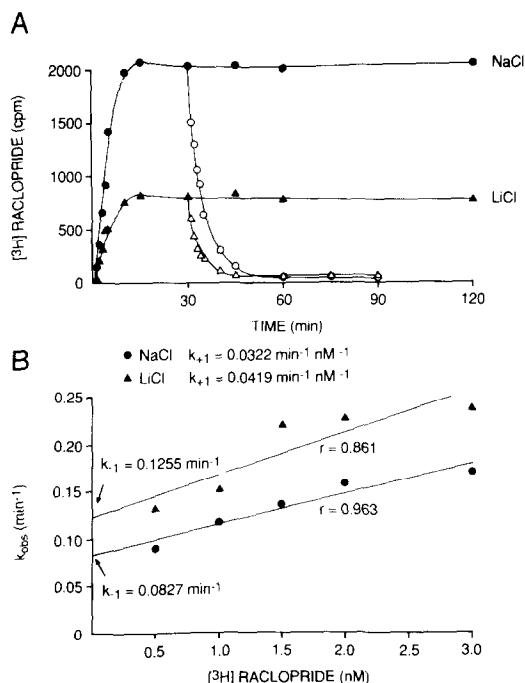 A
[3H] RACLOPRIDE (cpm)
2000
1500
1000
500
0
NaCl
LiCl
30
60
90
120
TIME (min)
● NaCl k+1 = 0.0322 min-1 nM -1
▲ LiCl k+1 = 0.0419 min-1 nM -1
B
kobs (min-1)
0.25
0.20
0.15
0.10
0.05
0
k-1 = 0.1255 min-1
r = 0.861
r = 0.963
k-1 = 0.0827 min-1
0.5
1.0
1.5
2.0
2.5
3.0
[3H] RACLOPRIDE (nM)